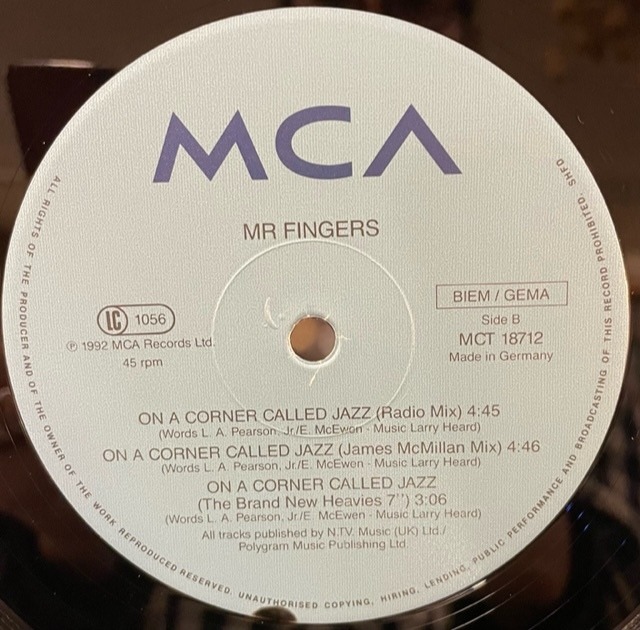 MCA
MR FINGERS
LC 1056
℗ 1992 MCA Records Ltd.
45 rpm
BIEM / GEMA
Side B
MCT 18712
Made in Germany
ON A CORNER CALLED JAZZ (Radio Mix) 4:45
(Words L. A. Pearson, Jr/E. McEwen - Music Larry Heard)
ON A CORNER CALLED JAZZ (James McMillan Mix) 4:46
(Words L. A. Pearson, Jr/E. McEwen - Music Larry Heard)
ON A CORNER CALLED JAZZ
(The Brand New Heavies 7'') 3:06
(Words L. A. Pearson, Jr/E. McEwen - Music Larry Heard)
All tracks published by N.TV. Music (UK) Ltd./
Polygram Music Publishing Ltd.
ALL RIGHTS OF THE PRODUCER AND OF THE OWNER OF THE WORK REPRODUCED RESERVED. UNAUTHORISED COPYING, HIRING, LENDING, PUBLIC PERFORMANCE AND BROADCASTING OF THIS RECORD PROHIBITED. SHFD